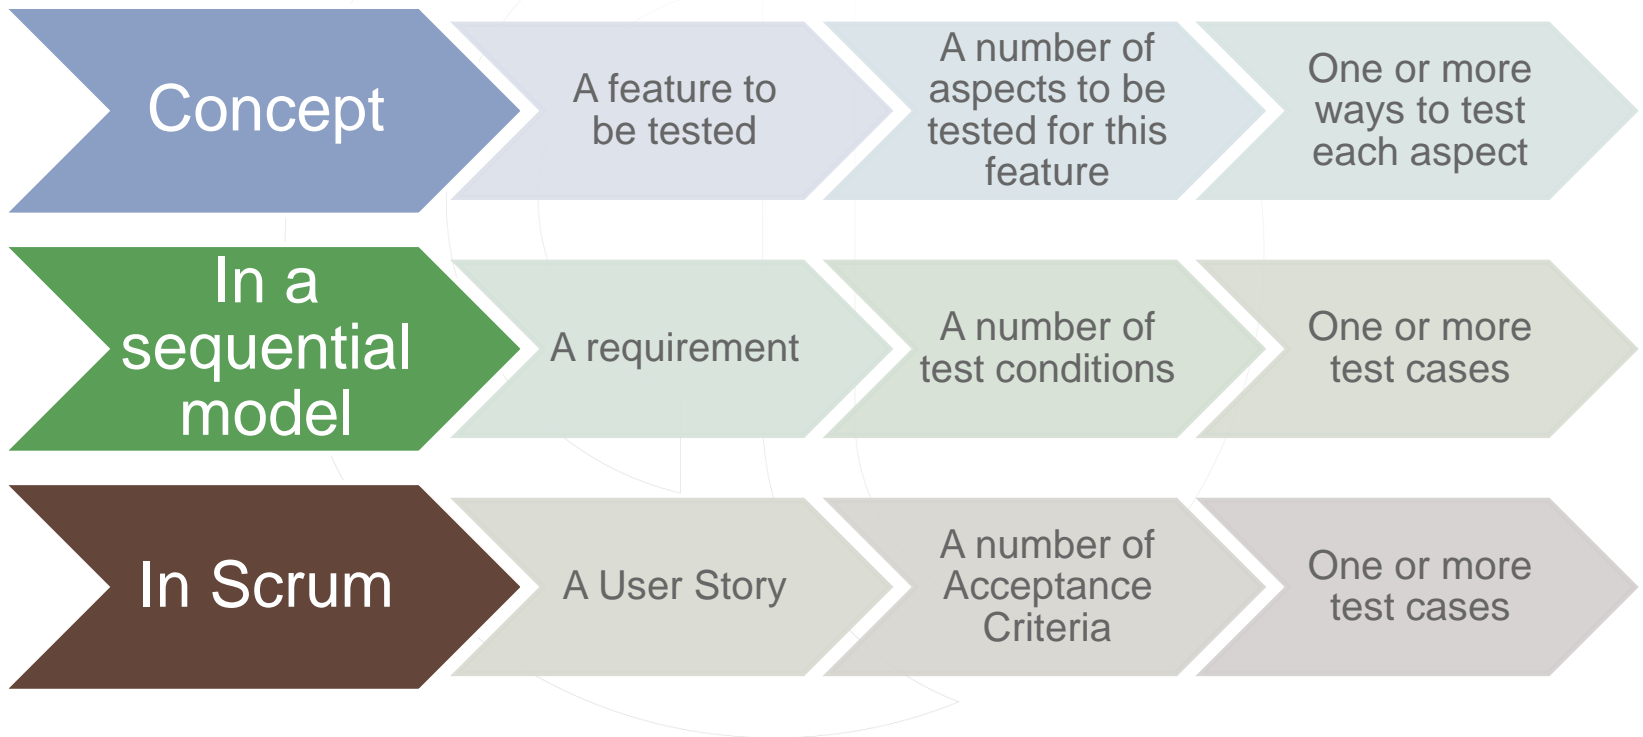 Concept
A feature to
be tested
A number of
aspects to be
tested for this
feature
One or more
ways to test
each aspect
In a
sequential
model
A requirement
A number of
test conditions
One or more
test cases
In Scrum
A User Story
A number of
Acceptance
Criteria
One or more
test cases